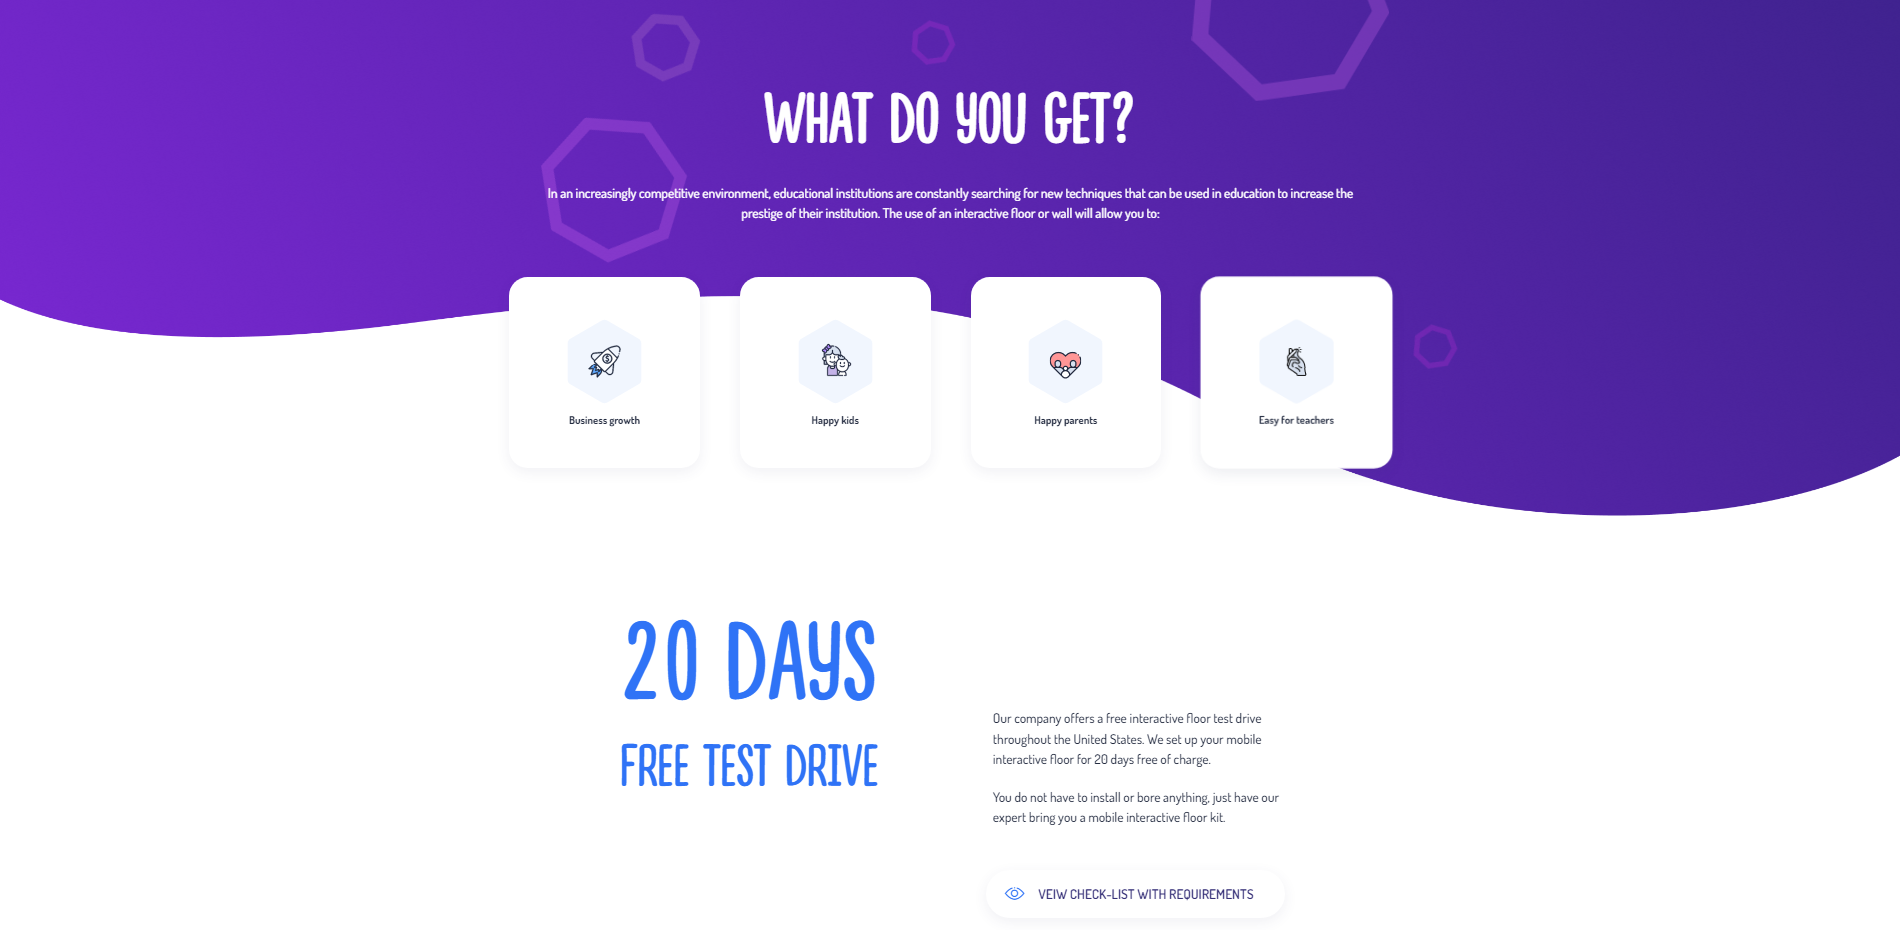 WHAT DO YOU GET?
In an increasingly competitive environment, educational institutions are constantly searching for new techniques that can be used in education to increase the
prestige of their institution. The use of an interactive floor or wall will allow you to:
Business growth
Happy kids
Happy parents
Easy for teachers
20 DAYS
FREE TEST DRIVE
Our company offers a free interactive floor test drive
throughout the United States. We set up your mobile
interactive floor for 20 days free of charge.
You do not have to install or bore anything, just have our
expert bring you a mobile interactive floor kit.
VEIW CHECK-LIST WITH REQUIREMENTS